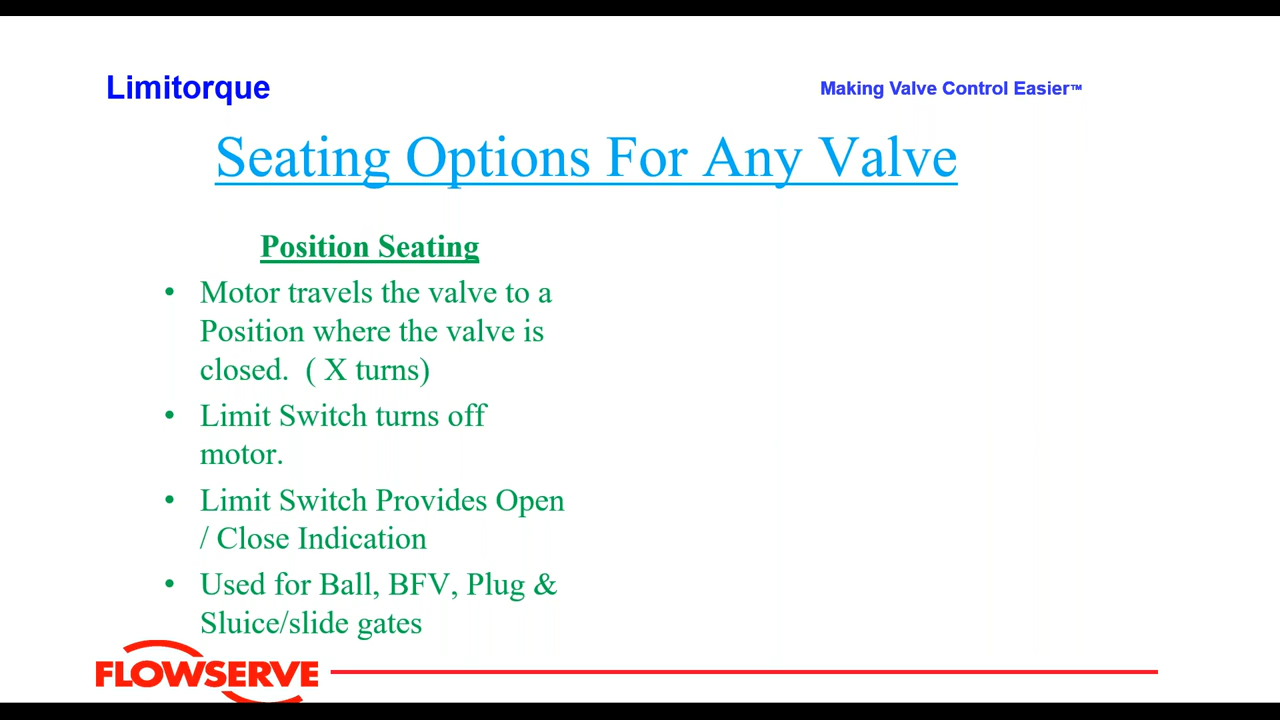 Limitorque
Making Valve Control Easier™
Seating Options For Any Valve
Position Seating
• Motor travels the valve to a
Position where the valve is
closed. ( X turns)
• Limit Switch turns off
motor.
• Limit Switch Provides Open
/ Close Indication
• Used for Ball, BFV, Plug &
Sluice/slide gates
FLOWSERVE